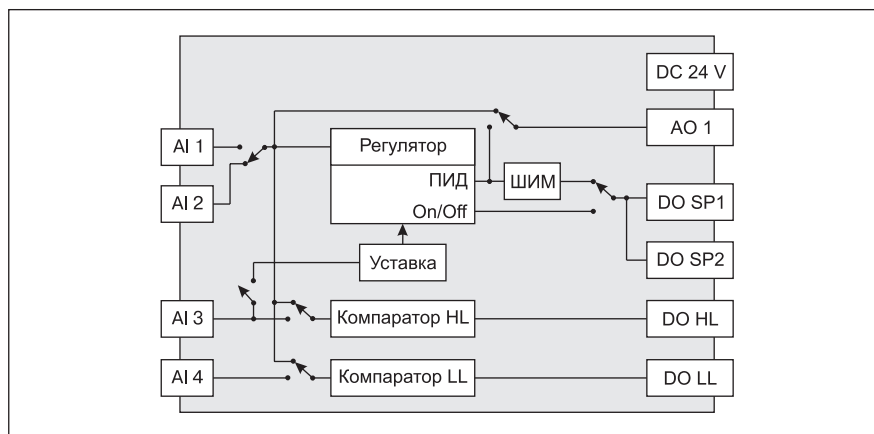 DC 24 V
AI 1
AO 1
Регулятор
AI 2
ПИД
ШИМ
On/Off
DO SP1
Уставка
DO SP2
AI 3
Компаратор HL
DO HL
AI 4
Компаратор LL
DO LL